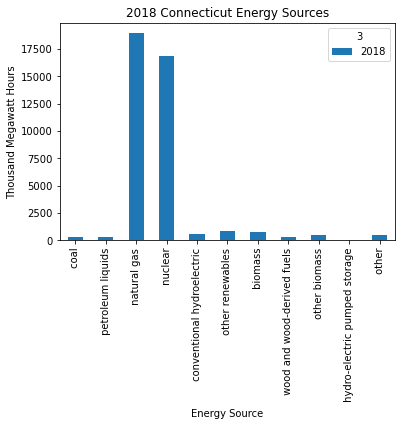 2018 Connecticut Energy Sources
3
2018
Thousand Megawatt Hours
17500
15000
12500
10000
7500
5000
2500
0
coal
petroleum liquids
natural gas
nuclear
conventional hydroelectric
other renewables
biomass
wood and wood-derived fuels
other biomass
hydro-electric pumped storage
other
Energy Source